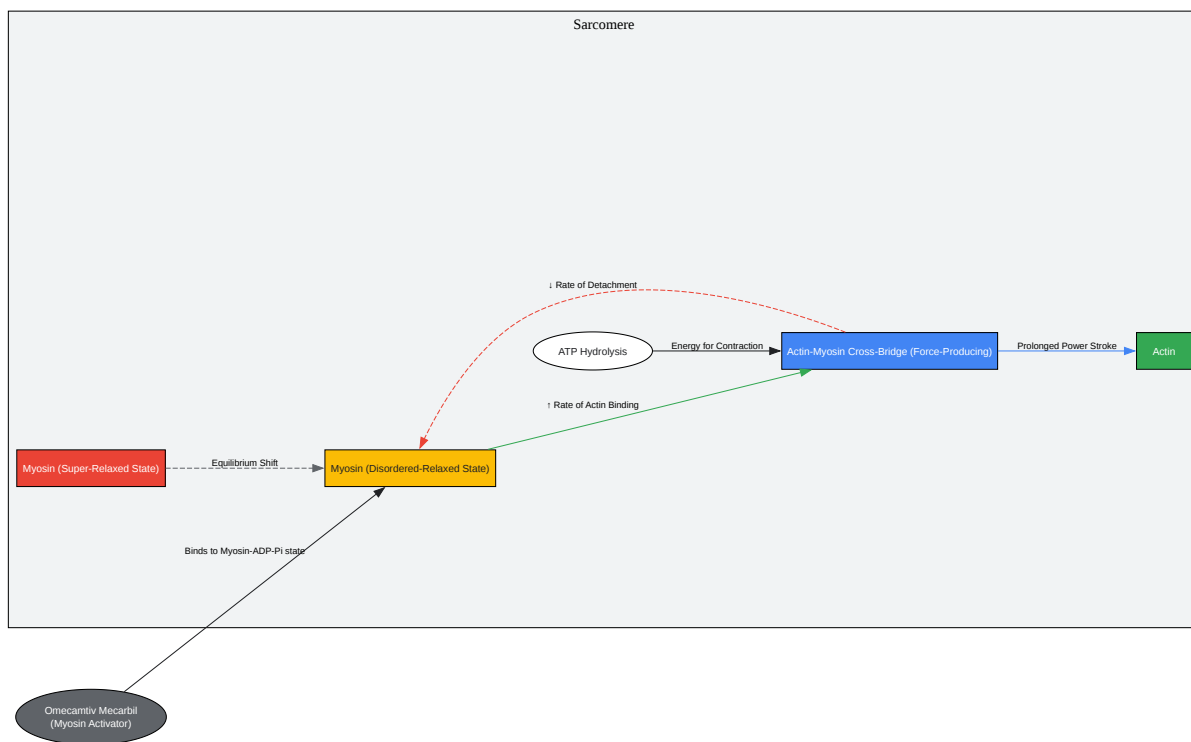 Sarcomere
↓ Rate of Detachment
ATP Hydrolysis
Energy for Contraction
Actin-Myosin Cross-Bridge (Force-Producing)
Prolonged Power Stroke
Actin
↑ Rate of Actin Binding
Myosin (Super-Relaxed State)
Equilibrium Shift
Myosin (Disordered-Relaxed State)
Binds to Myosin-ADP-Pi state
Omecamtiv Mecarbil
(Myosin Activator)